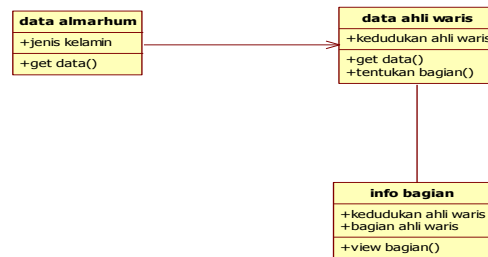 data almarhum
+jenis kelamin
+get data()
data ahli waris
+kedudukan ahli waris
+get data()
+tentukan bagian()
info bagian
+kedudukan ahli waris
+bagian ahli waris
+view bagian()